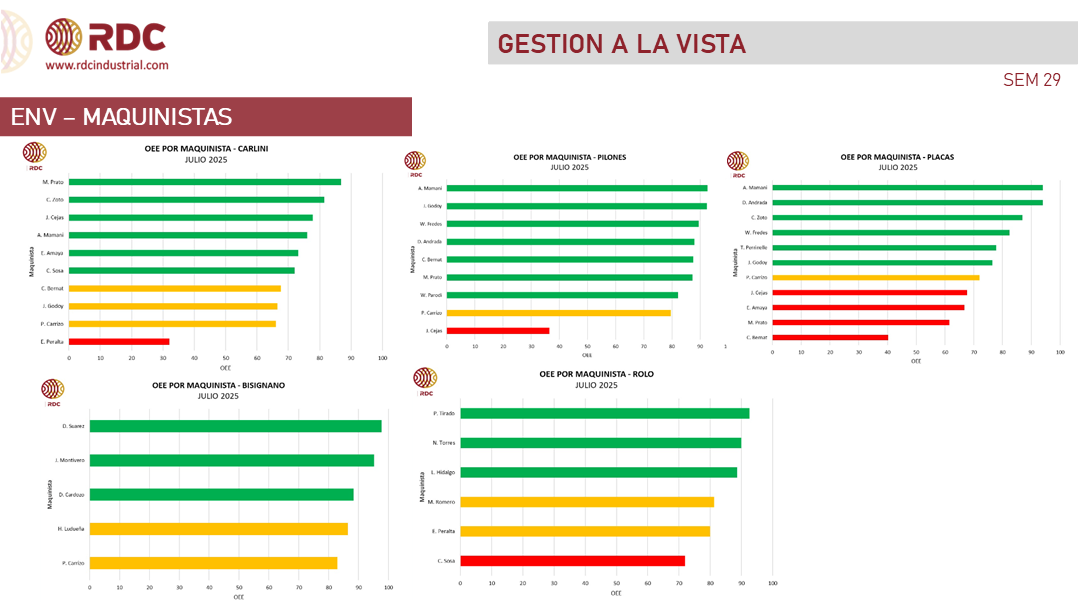 RDC
www.rdcindustrial.com
GESTION A LA VISTA
SEM 29
ENV – MAQUINISTAS
RDC
OEE POR MAQUINISTA - CARLINI
JULIO 2025
Maquinista
M. Prato
C. Zoto
J. Cejas
A. Mamani
E. Amaya
C. Sosa
C. Bernat
J. Godoy
P. Carrizo
E. Peralta
0 10 20 30 40 50 60 70 80 90 100
OEE
RDC
OEE POR MAQUINISTA - PILONES
JULIO 2025
Maquinista
A. Mamani
J. Godoy
W. Fredes
D. Andrada
C. Bernat
M. Prato
W. Parodi
P. Carrizo
J. Cejas
0 10 20 30 40 50 60 70 80 90 1
OEE
RDC
OEE POR MAQUINISTA - PLACAS
JULIO 2025
Maquinista
A. Mamani
D. Andrada
C. Zoto
W. Fredes
J. Godoy
P. Carrizo
J. Cejas
E. Amaya
M. Prato
C. Bernat
0 10 20 30 40 50 60 70 80 90 100
OEE
RDC
OEE POR MAQUINISTA - BISIGNANO
JULIO 2025
Maquinista
D. Suarez
J. Montivero
D. Cardozo
H. Ludueña
P. Carrizo
0 10 20 30 40 50 60 70 80 90 100
OEE
RDC
OEE POR MAQUINISTA - ROLO
JULIO 2025
Maquinista
P. Tirado
N. Torres
L. Hidalgo
M. Romero
E. Peralta
C. Sosa
0 10 20 30 40 50 60 70 80 90 100
OEE